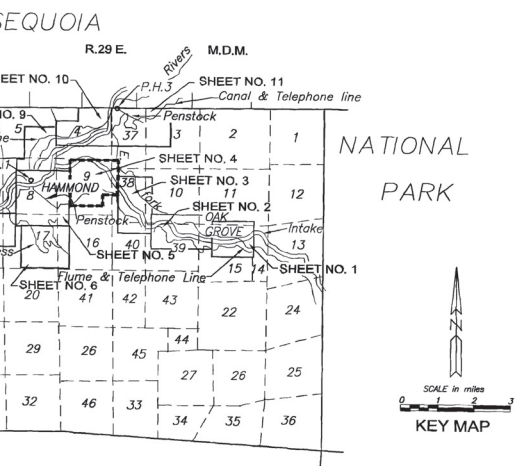 SEQUOIA
R.29 E. M.D.M.
SHEET NO. 10
P.H.3
Rivers
SHEET NO. 11
Canal & Telephone line
NO. 9
Penstock
5 4 37 3 2 1
NATIONAL
PARK
SHEET NO. 4
E.
9
HAMMOND
8
38
Fork
SHEET NO. 3
10 11 12
SHEET NO. 2
Penstock
OAK
GROVE
Intake
17 16 40 39 13
SHEET NO. 5
15 14
SHEET NO. 1
SHEET NO. 6
Flume & Telephone Line
20 41 42 43 22 24
44
29 26 45 27 26 25
32 46 33 34 35 36
N
SCALE in miles
0 1 2 3
KEY MAP